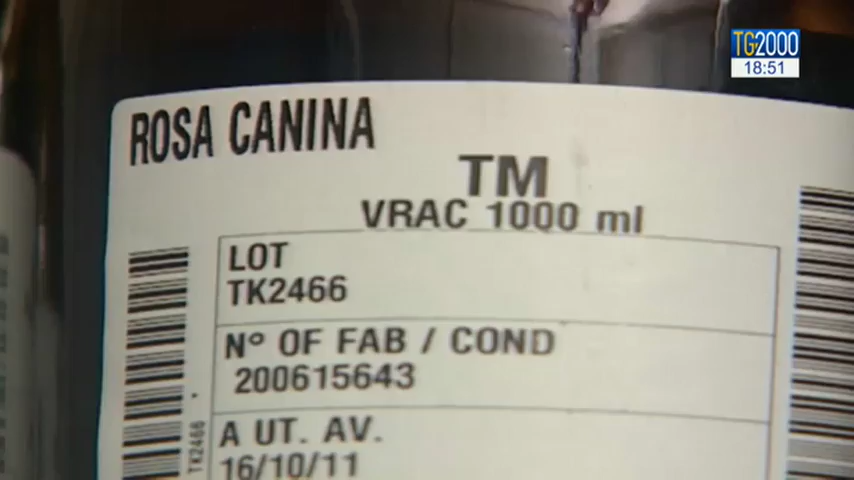 TG2000
18:51
ROSA CANINA
TM
VRAC 1000 ml
LOT
TK2466
Nº OF FAB / COND
200615643
A UT. AV.
16/10/11
TK2466